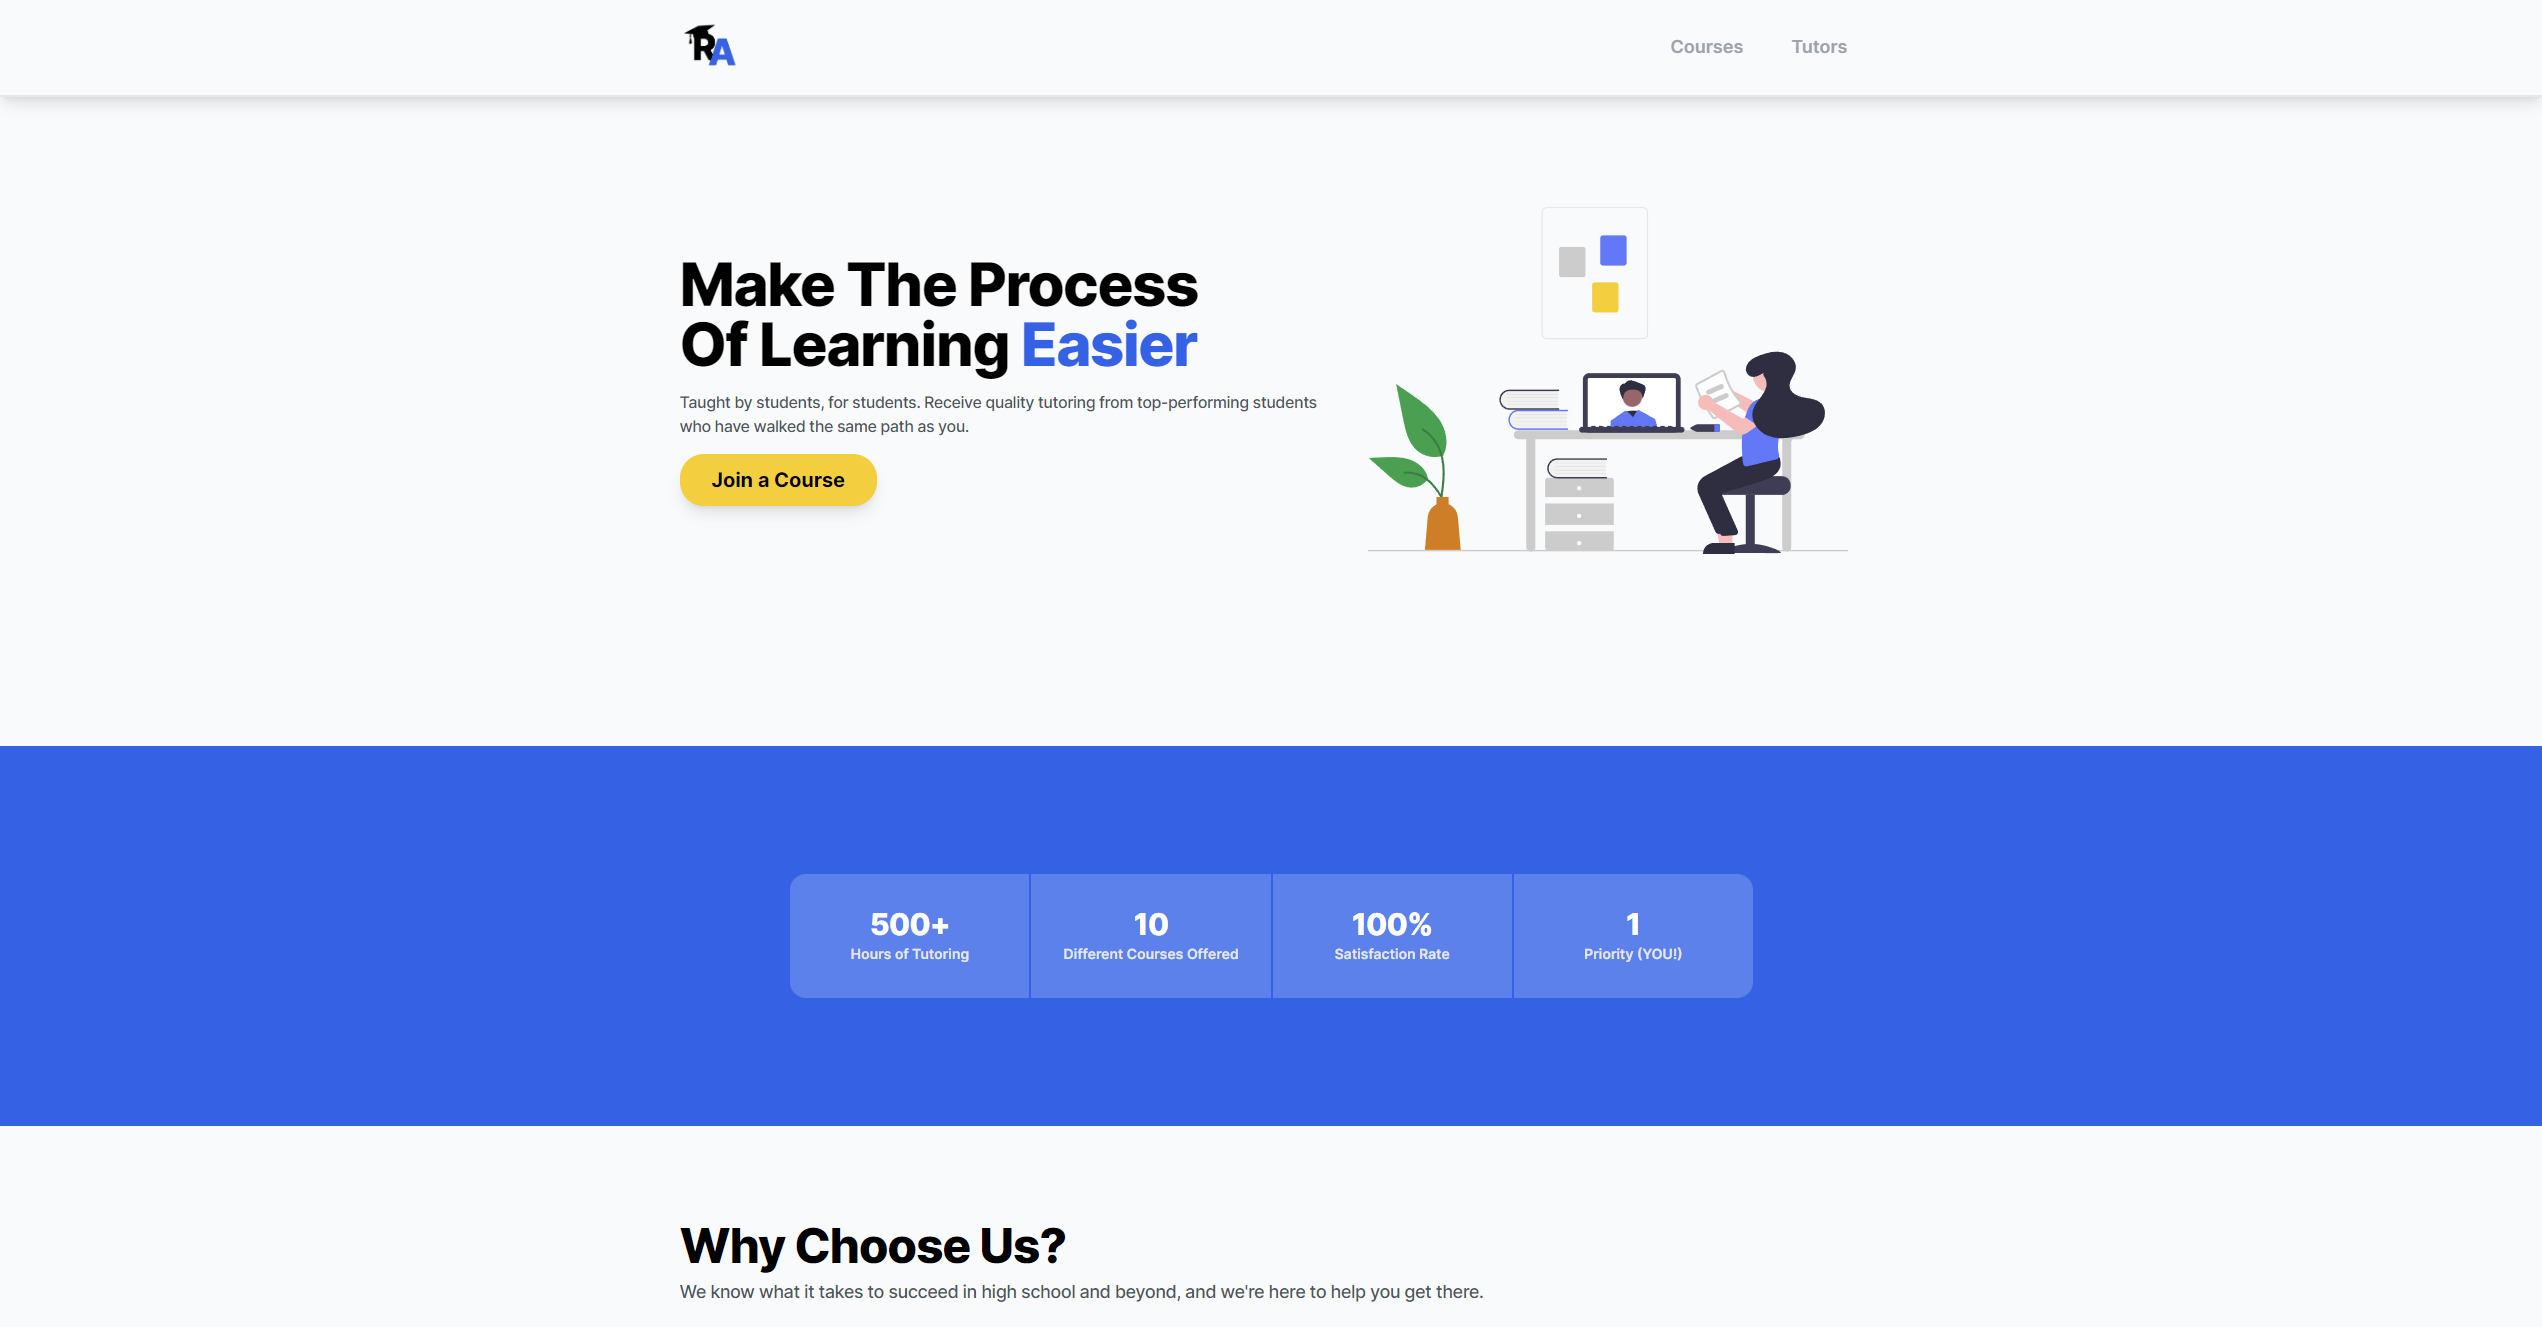 RA
Courses Tutors
Make The Process
Of Learning Easier
Taught by students, for students. Receive quality tutoring from top-performing students
who have walked the same path as you.
Join a Course
500+
Hours of Tutoring
10
Different Courses Offered
100%
Satisfaction Rate
1
Priority (YOU!)
Why Choose Us?
We know what it takes to succeed in high school and beyond, and we're here to help you get there.